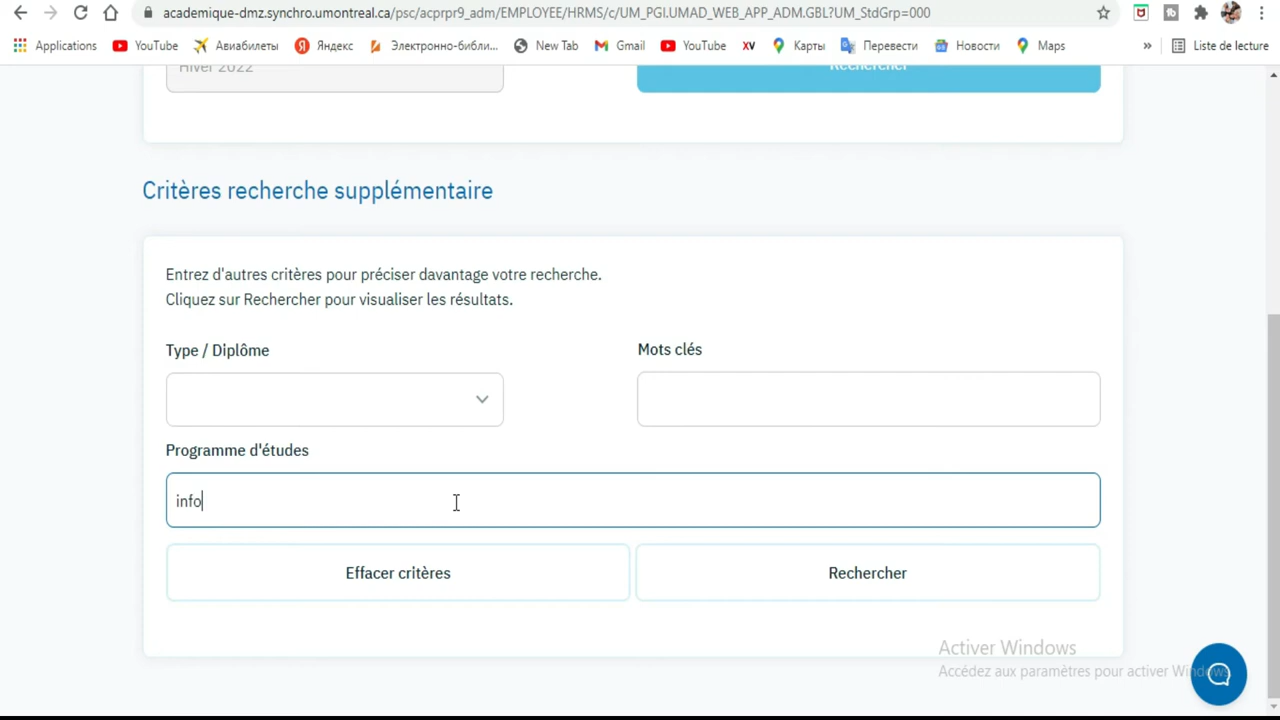 academique-dmz.synchro.umontreal.ca/psc/acprpr9_adm/EMPLOYEE/HRMS/c/UM_PGI.UMAD_WEB_APP_ADM.GBL?UM_StdGrp=000
Applications YouTube Авиабилеты Яндекс Электронно-библи... New Tab Gmail YouTube XV Карты Перевести Новости Maps » Liste de lecture
Hiver 2022 Rechercher
Critères recherche supplémentaire
Entrez d'autres critères pour préciser davantage votre recherche.
Cliquez sur Rechercher pour visualiser les résultats.
Type / Diplôme Mots clés
Programme d'études
info
Effacer critères Rechercher
Activer Windows
Accédez aux paramètres pour activer Windows.